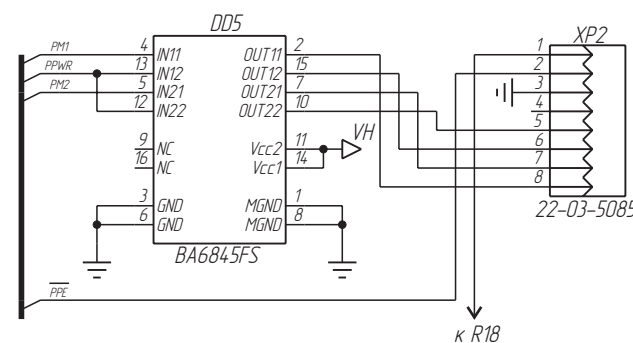 DD5
XP2
PM1 4 IN11 OUT11 2 1
PPWR 13 IN12 OUT12 15 2
PM2 5 IN21 OUT21 7 3
12 IN22 OUT22 10 4
5
9 NC Vcc2 11 VH 6
16 NC Vcc1 14 7
8
3 GND MGND 1
6 GND MGND 8
22-03-5085
BA6845FS
PPE
к R18